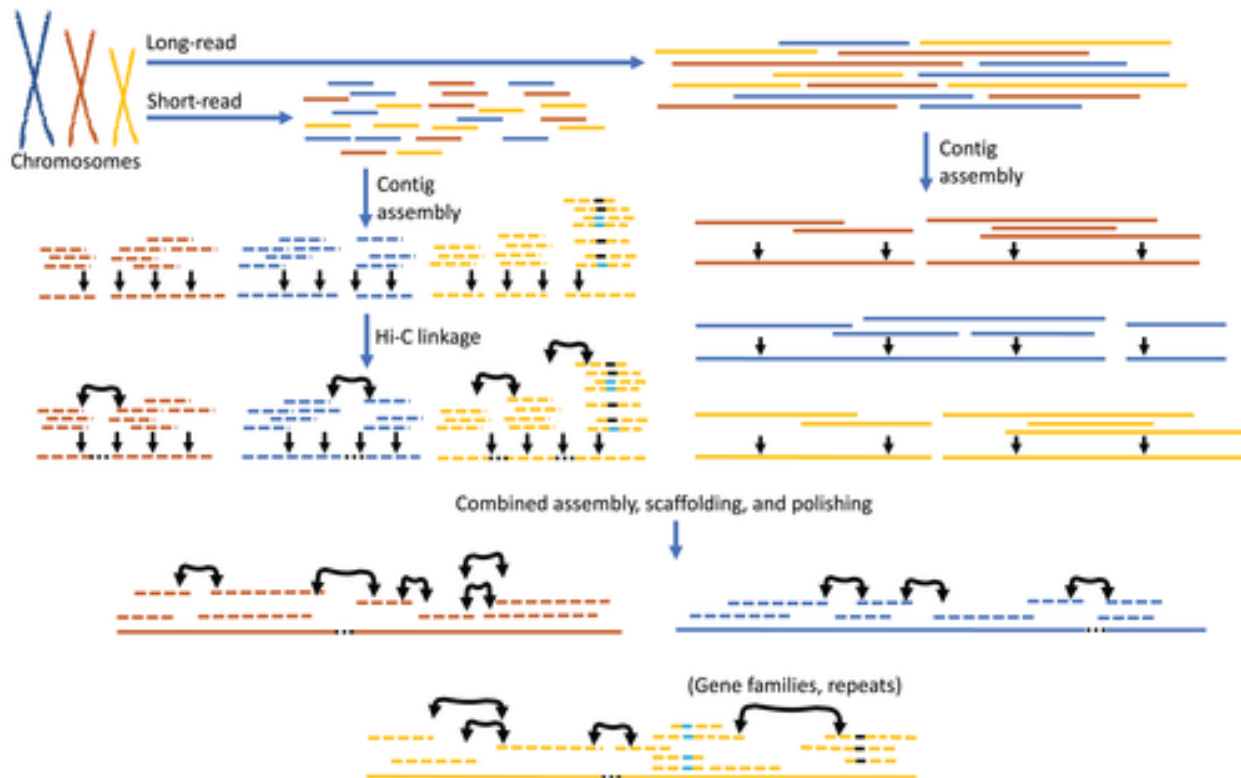 Long-read
Short-read
Chromosomes
Contig
assembly
Contig
assembly
Hi-C linkage
Combined assembly, scaffolding, and polishing
(Gene families, repeats)